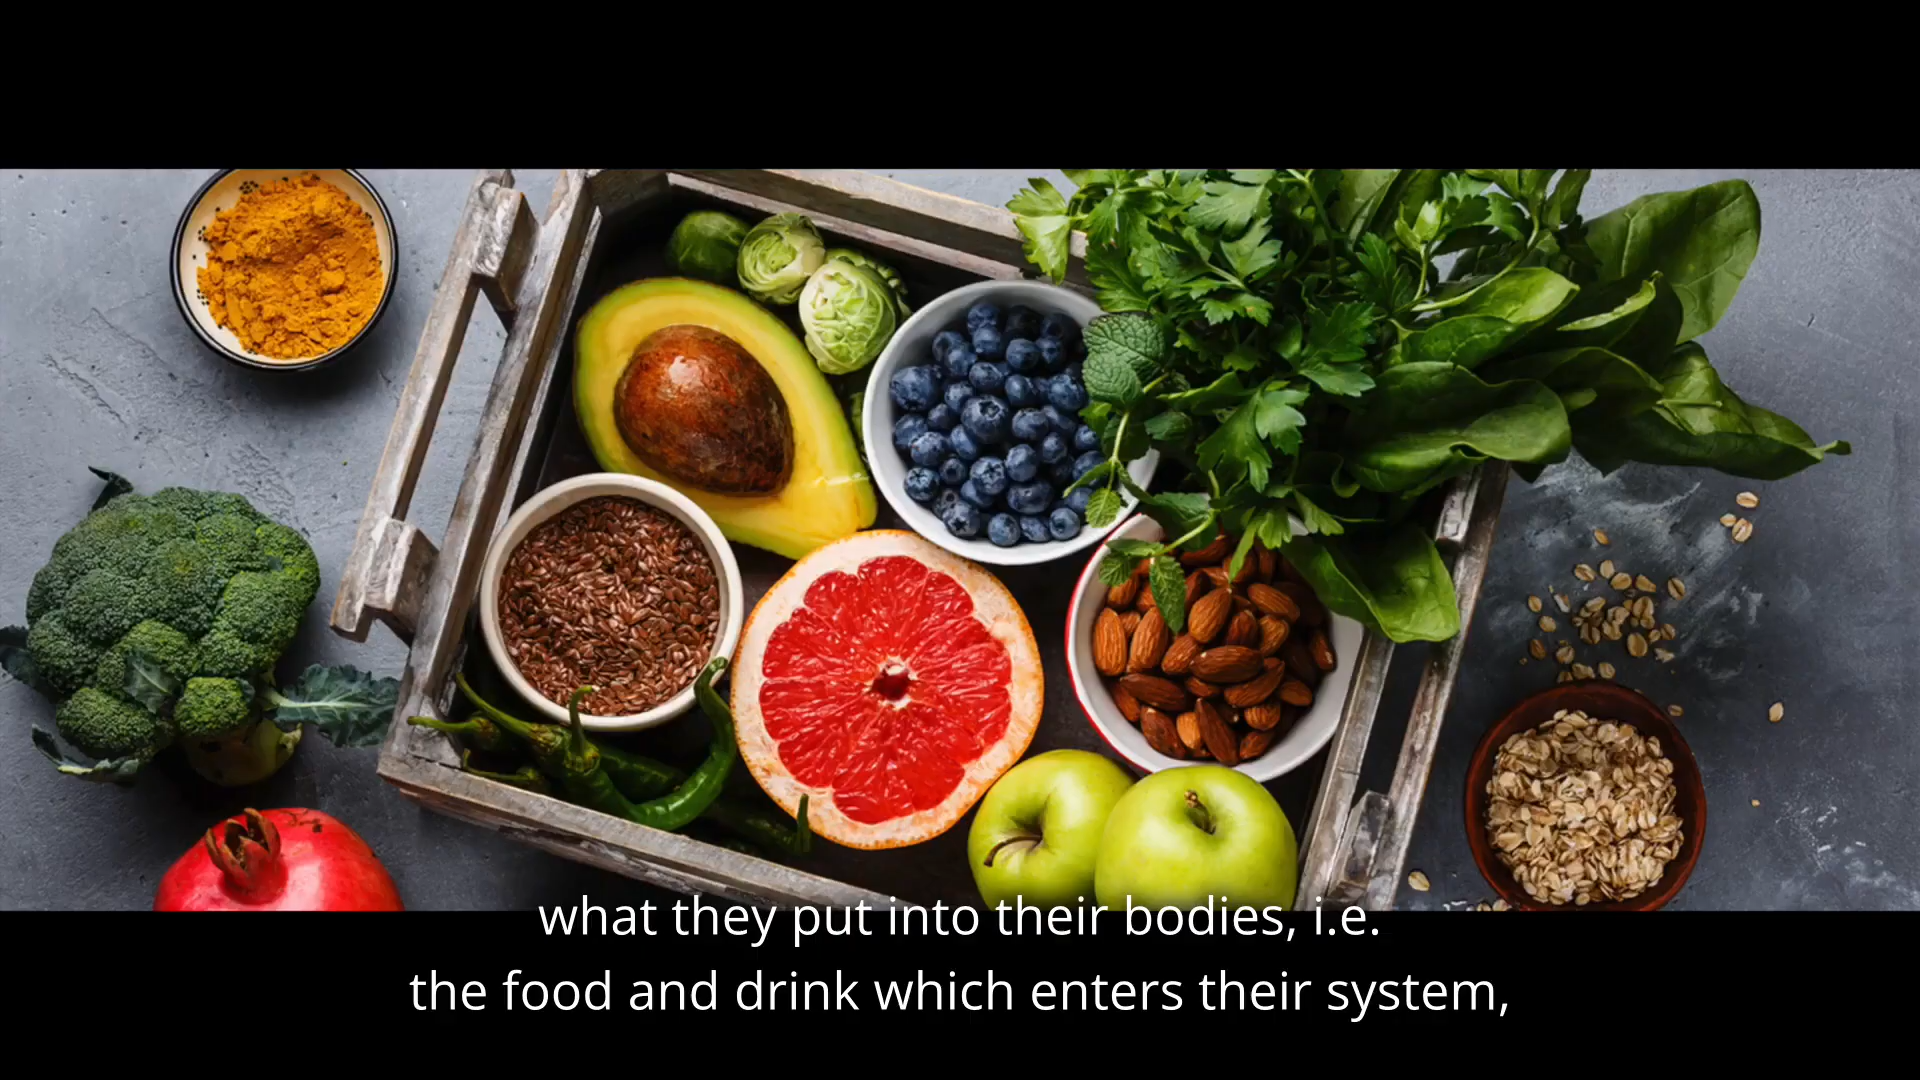 what they put into their bodies, i.e.
the food and drink which enters their system,